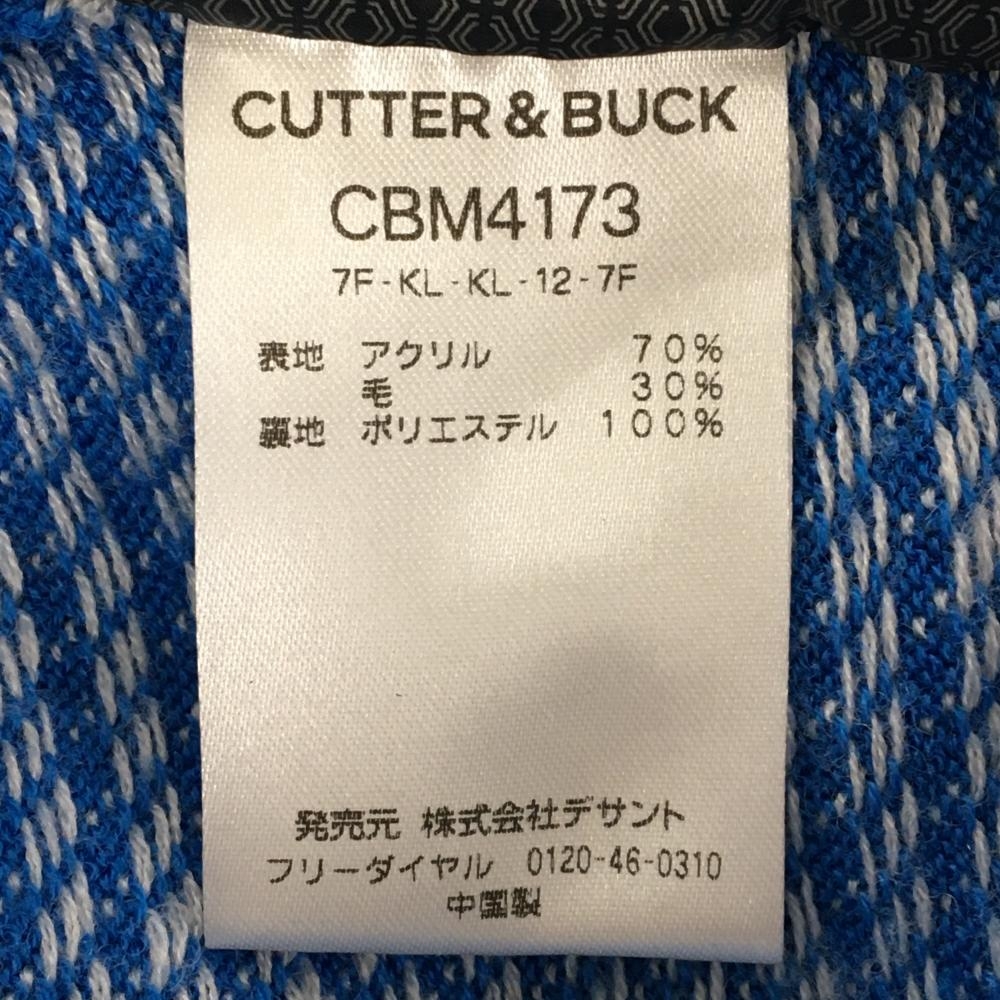 CUTTER & BUCK
CBM4173
7F-KL-KL-12-7F
表地 アクリル 70%
毛 30%
裏地 ポリエステル 100%
発売元 株式会社デサント
フリーダイヤル 0120-46-0310
中国製